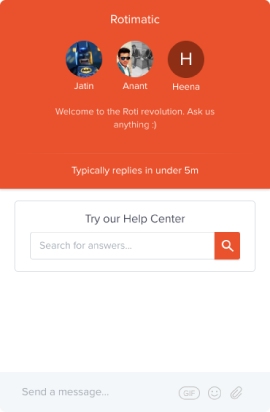 Rotimatic
H
Jatin Anant Heena
Welcome to the Roti revolution. Ask us
anything :)
Typically replies in under 5m
Try our Help Center
Search for answers...
Send a message...
GIF